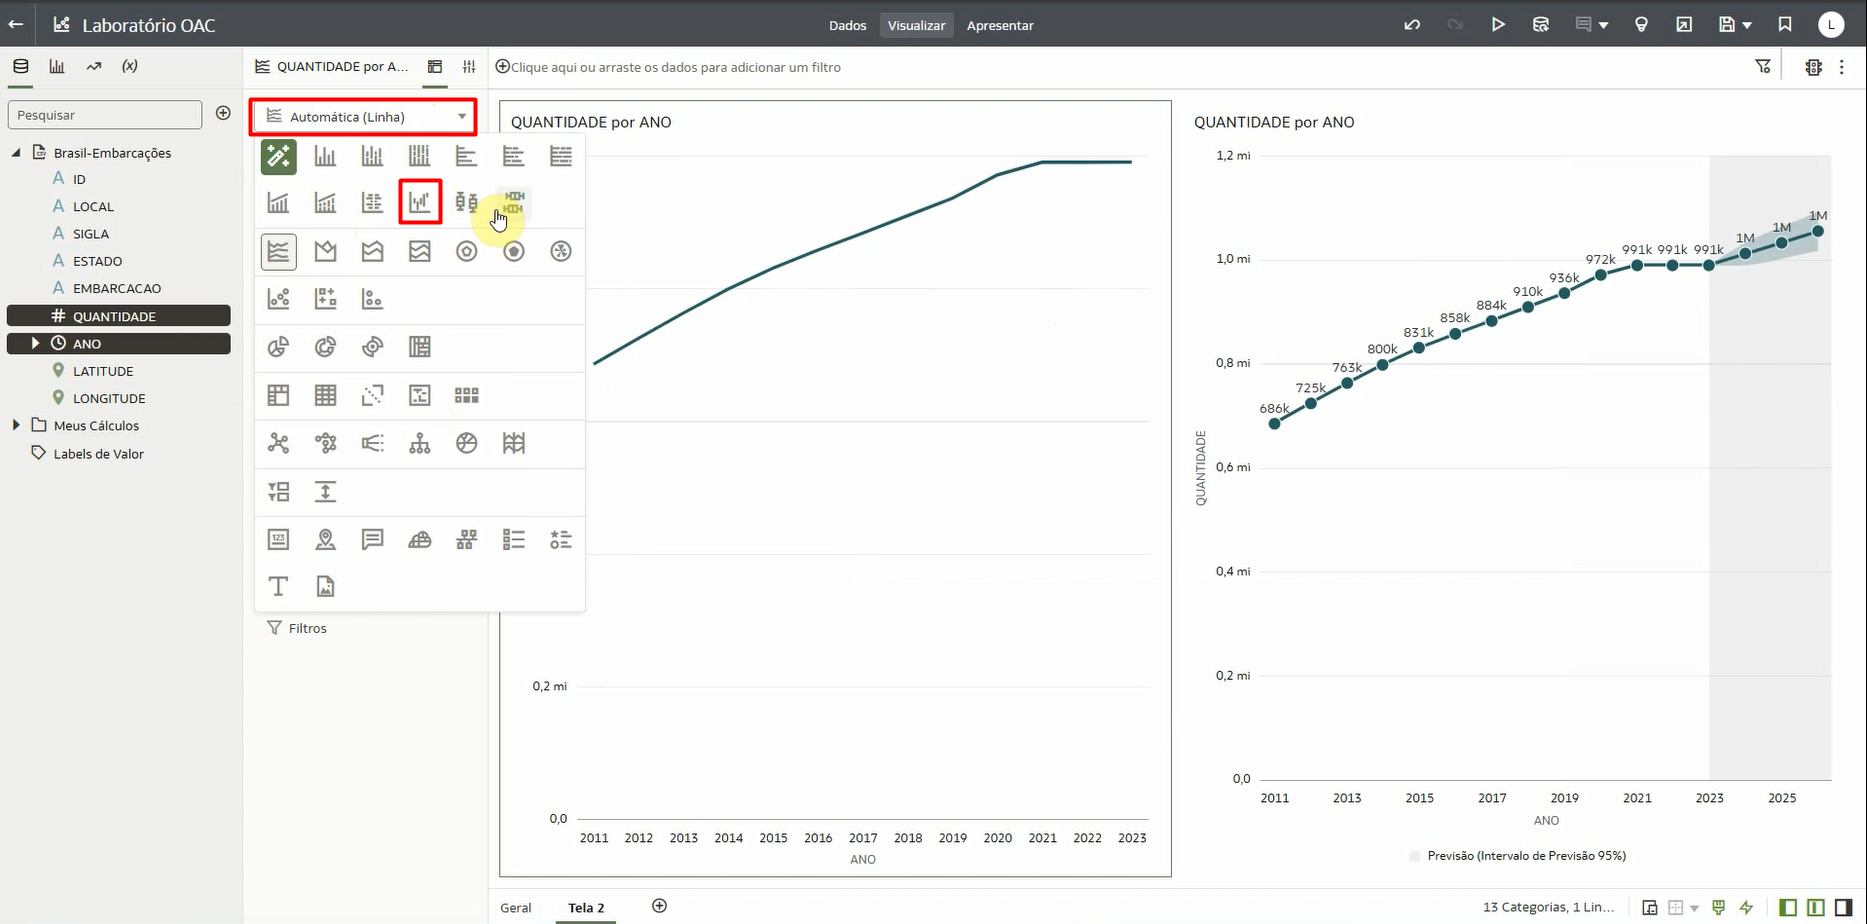 Laboratório OAC
Dados
Visualizar
Apresentar
L
(x)
QUANTIDADE por A...
Clique aqui ou arraste os dados para adicionar um filtro
Pesquisar
Brasil-Embarcações
A ID
A LOCAL
A SIGLA
A ESTADO
A EMBARCACAO
# QUANTIDADE
ANO
LATITUDE
LONGITUDE
Meus Cálculos
Labels de Valor
Automática (Linha)
123
T
Filtros
QUANTIDADE por ANO
0,2 mi
0,0
2011 2012 2013 2014 2015 2016 2017 2018 2019 2020 2021 2022 2023
ANO
QUANTIDADE por ANO
1,2 mi
1,0 mi
0,8 mi
0,6 mi
0,4 mi
0,2 mi
0,0
QUANTIDADE
686k
725k
763k
800k
831k
858k
884k
910k
936k
972k
991k
991k
991k
1M
1M
1M
2011 2013 2015 2017 2019 2021 2023 2025
ANO
Previsão (Intervalo de Previsão 95%)
Geral
Tela 2
13 Categorias, 1 Lin...